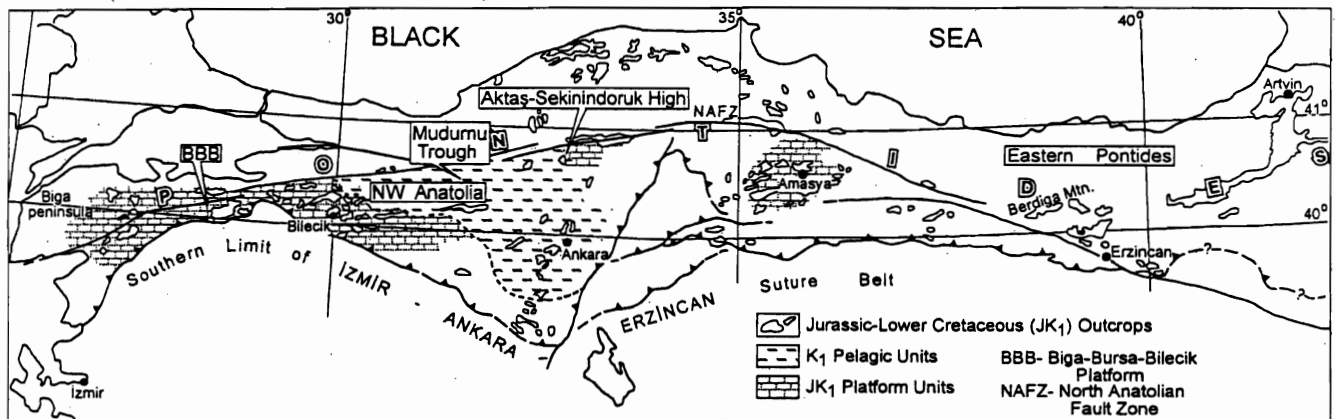 30°
35°
40°
BLACK
SEA
Artvin
41°
Aktaş-Sekinindoruk High
NAFZ
Mudurnu
Trough
N
T
BBB
O
I
Eastern Pontides
S
NW Anatolia
P
Biga
peninsula
Amasya
D
E
Berdiga Mtn.
40°
Bilecik
Ankara
Erzincan
?
?
Southern Limit of İZMİR ANKARA ERZİNCAN Suture Belt
Jurassic-Lower Cretaceous (JK1) Outcrops
K1 Pelagic Units
JK1 Platform Units
BBB- Biga-Bursa-Bilecik
Platform
NAFZ- North Anatolian
Fault Zone
İzmir